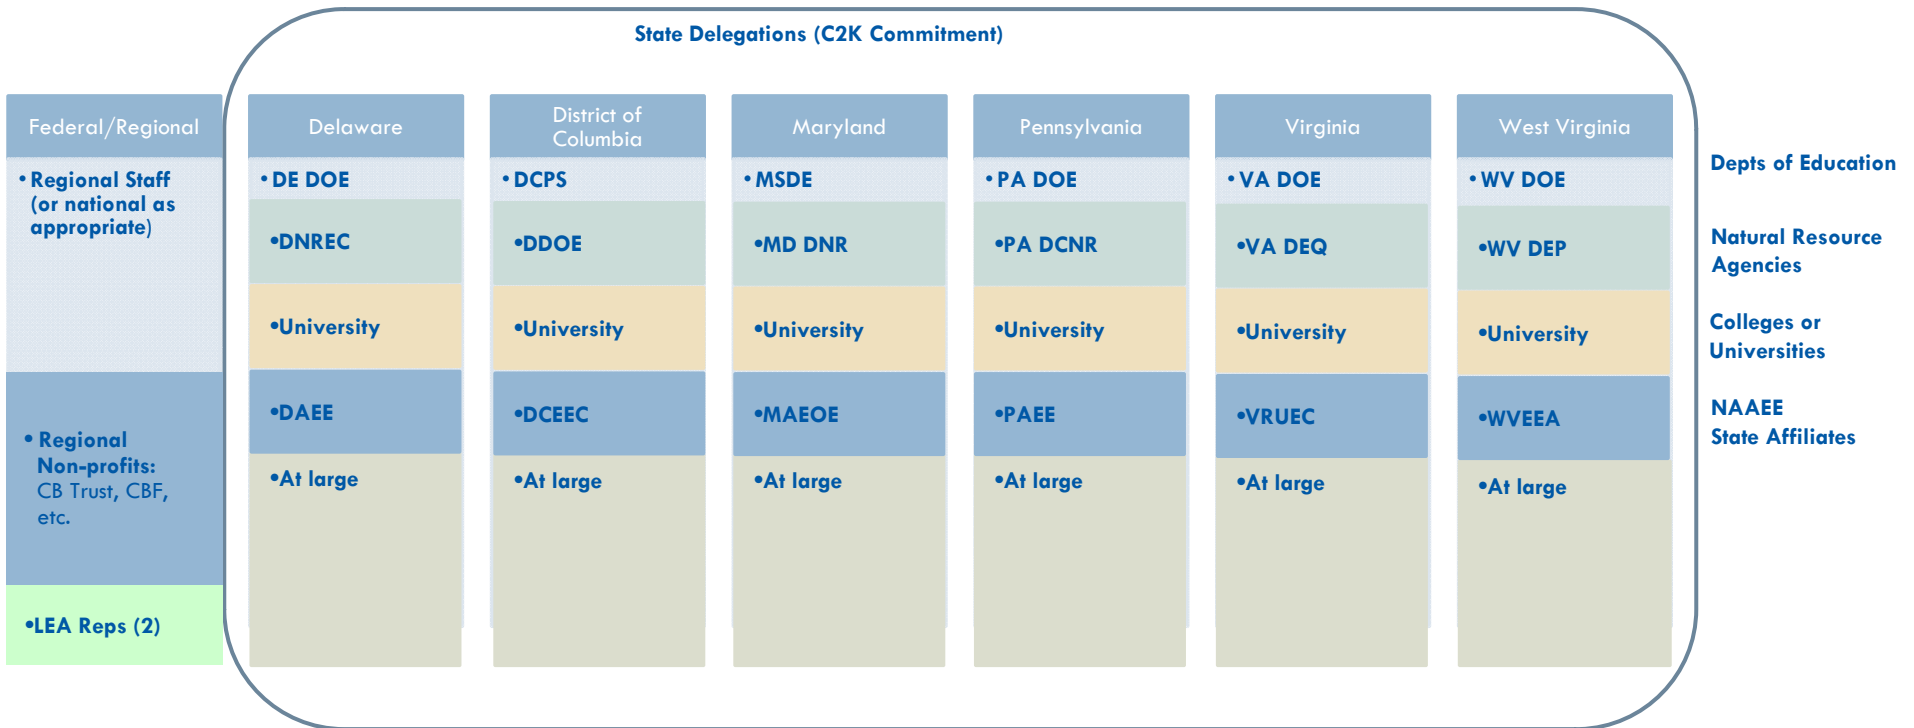 State Delegations (C2K Commitment)
Federal/Regional
• Regional Staff
(or national as
appropriate)
• Regional
Non-profits:
CB Trust, CBF,
etc.
•LEA Reps (2)
Delaware
• DE DOE
•DNREC
•University
•DAEE
•At large
District of
Columbia
• DCPS
•DDOE
•University
•DCEEC
•At large
Maryland
• MSDE
•MD DNR
•University
•MAEOE
•At large
Pennsylvania
• PA DOE
•PA DCNR
•University
•PAEE
•At large
Virginia
• VA DOE
•VA DEQ
•University
•VRUEC
•At large
West Virginia
• WV DOE
•WV DEP
•University
•WVEEA
•At large
Depts of Education
Natural Resource
Agencies
Colleges or
Universities
NAAEE
State Affiliates